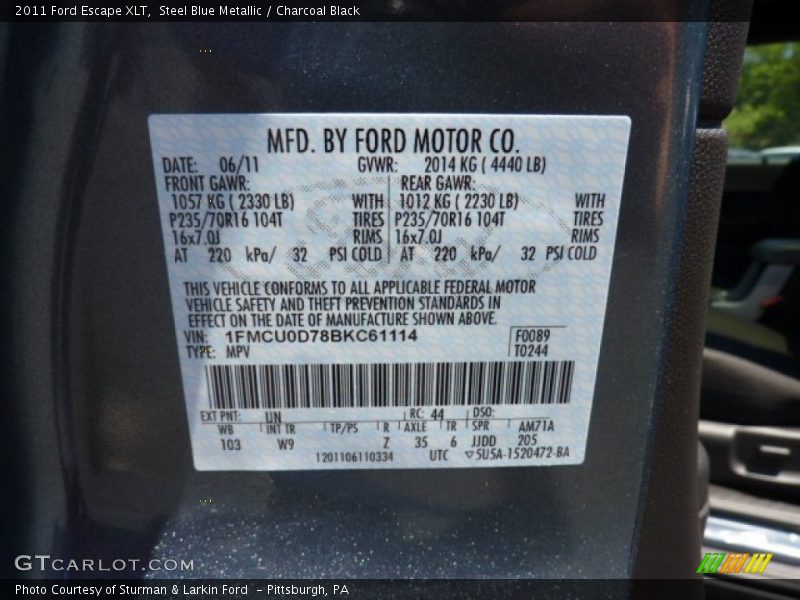 2011 Ford Escape XLT,  Steel Blue Metallic / Charcoal Black
MFD. BY FORD MOTOR CO.
DATE: 06/11 GVWR: 2014 KG ( 4440 LB)
FRONT GAWR: REAR GAWR:
1057 KG ( 2330 LB) WITH 1012 KG ( 2230 LB) WITH
P235/70R16 104T TIRES P235/70R16 104T TIRES
16x7.0J RIMS 16x7.0J RIMS
AT 220 kPa/ 32 PSI COLD AT 220 kPa/ 32 PSI COLD
THIS VEHICLE CONFORMS TO ALL APPLICABLE FEDERAL MOTOR
VEHICLE SAFETY AND THEFT PREVENTION STANDARDS IN
EFFECT ON THE DATE OF MANUFACTURE SHOWN ABOVE.
VIN: 1FMCU0D78BKC61114 F0089
TYPE: MPV T0244
EXT PNT: UN RC: 44 DSO:
WB INT TR TP/PS R AXLE TR SPR AM71A
103 W9 Z 35 6 JJDD 205
1201106110334 UTC ▽5U5A-1520472-BA
GTCARLOT.COM
Photo Courtesy of Sturman & Larkin Ford  – Pittsburgh, PA